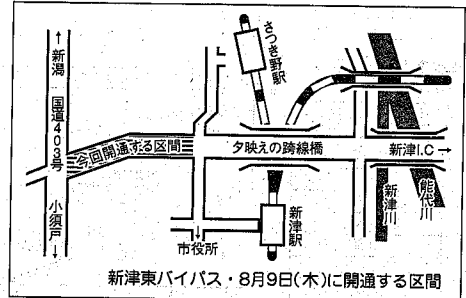 ↑新潟
国道403号
小須戸↓
今回開通する区間
さつき野駅
夕映えの跨線橋
新津I.C→
新津川
能代川
新津駅
↓市役所
新津東バイパス・8月9日(木)に開通する区間